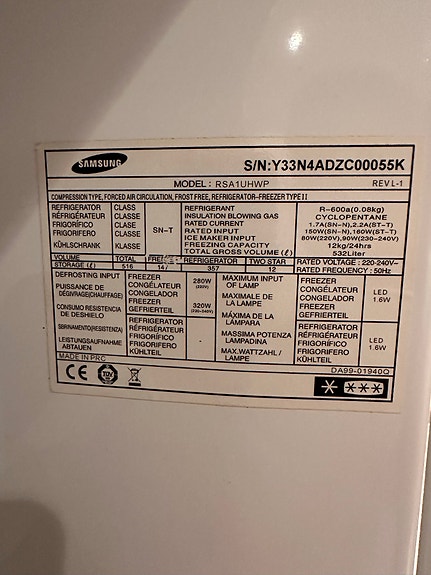 SAMSUNG
S/N:Y33N4ADZC00055K
MODEL: RSA1UHWP REV L-1
COMPRESSION TYPE, FORCED AIR CIRCULATION, FROST FREE, REFRIGERATOR-FREEZER TYPE II
REFRIGERATOR CLASS
RÉFRIGÉRATEUR CLASS
FRIGORÍFICO CLASSE
FRIGORIFERO CLASSE
KÜHLSCHRANK KLASSE
SN-T
REFRIGERANT R-600a(0.08kg)
INSULATION BLOWING GAS CYCLOPENTANE
RATED CURRENT 1.7A(SN-N),2.2A(ST-T)
RATED INPUT 150W(SN-N),160W(ST-T)
ICE MAKER INPUT 80W(220V),90W(230-240V)
FREEZING CAPACITY 12kg/24hrs
TOTAL GROSS VOLUME (ℓ) 532Liter
VOLUME TOTAL REFRIGERATOR TWO STAR RATED VOLTAGE : 220-240V~
STORAGE (ℓ) 516 147 357 12 RATED FREQUENCY : 50Hz
DEFROSTING INPUT
PUISSANCE DE
DEGIVRAGE(CHAUFFAGE)
CONSUMO RESISTENCIA
DE DESHIELO
SBRINAMENTO(RESISTENZA)
LEISTUNGSAUFNAHME
ABTAUEN
FREEZER
CONGÉLATEUR
CONGELADOR
FREEZER
GEFRIERTEIL
280W
(220V)
320W
(230-240V)
REFRIGERATOR
RÉFRIGÉRATEUR
FRIGORIFICO
FRIGORIFERO
KÜHLTEIL
-
MAXIMUM INPUT
OF LAMP
MAXIMALE DE
LA LAMPE
MÁXIMA DE LA
LÁMPARA
MASSIMA POTENZA
LAMPADINA
MAX.WATTZAHL /
LAMPE
FREEZER
CONGÉLATEUR
CONGELADOR
FREEZER
GEFRIERTEIL
LED
1.6W
REFRIGERATOR
RÉFRIGÉRATEUR
FRIGORÍFICO
FRIGORIFERO
KÜHLTEIL
LED
1.6W
MADE IN PRC DA99-01940Q
CE